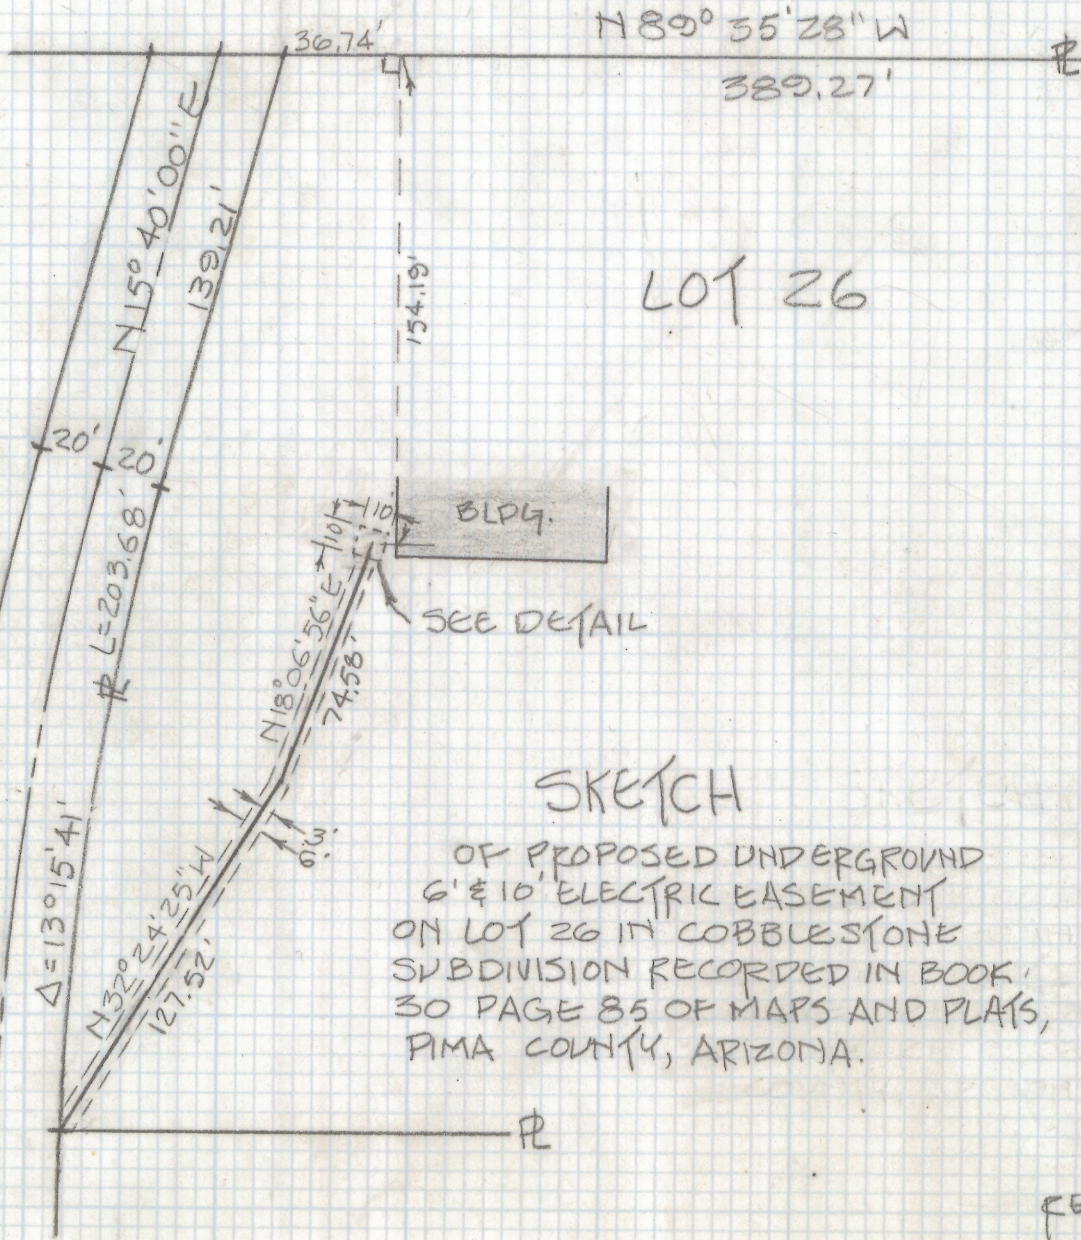 N 89° 35' 28" W
36.74'
389.27'
PL
N 15° 40' 00" E
139.21'
154.19'
LOT 26
20'
20'
BLDG.
10'
10'
L=203.68'
PL
SEE DETAIL
N 18° 06' 56" E
74.58'
3'
6'
Δ=13° 15' 41"
N 32° 24' 25" W
127.52'
SKETCH
OF PROPOSED UNDERGROUND
6' & 10' ELECTRIC EASEMENT
ON LOT 26 IN COBBLESTONE
SUBDIVISION RECORDED IN BOOK
30 PAGE 85 OF MAPS AND PLATS,
PIMA COUNTY, ARIZONA.
PL